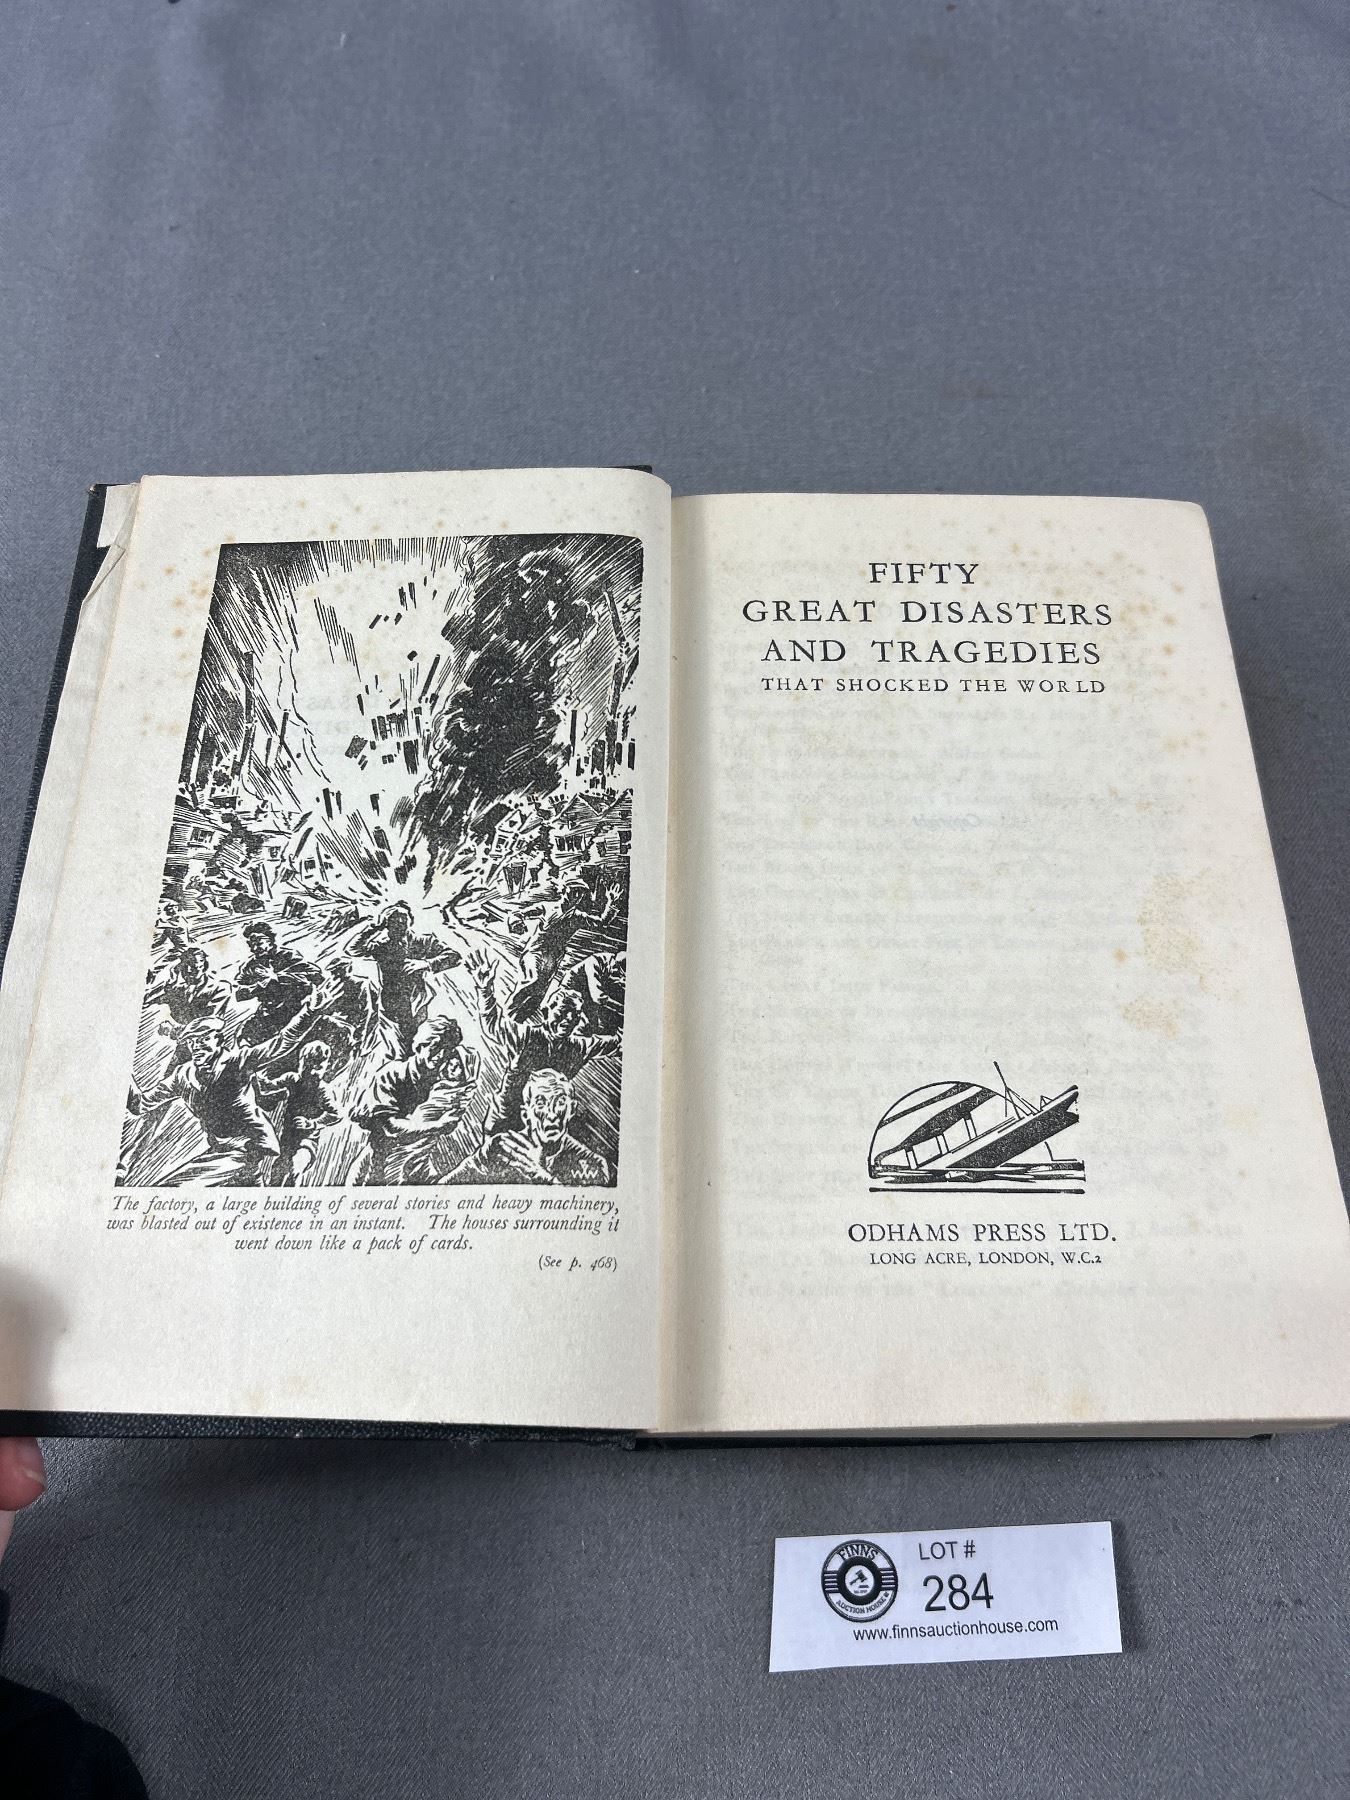 The factory, a large building of several stories and heavy machinery,
was blasted out of existence in an instant. The houses surrounding it
went down like a pack of cards.
(See p. 468)
FIFTY
GREAT DISASTERS
AND TRAGEDIES
THAT SHOCKED THE WORLD
ODHAMS PRESS LTD.
LONG ACRE, LONDON, W.C.2
FINNS
AUCTION HOUSE
LOT #
284
www.finnsauctionhouse.com